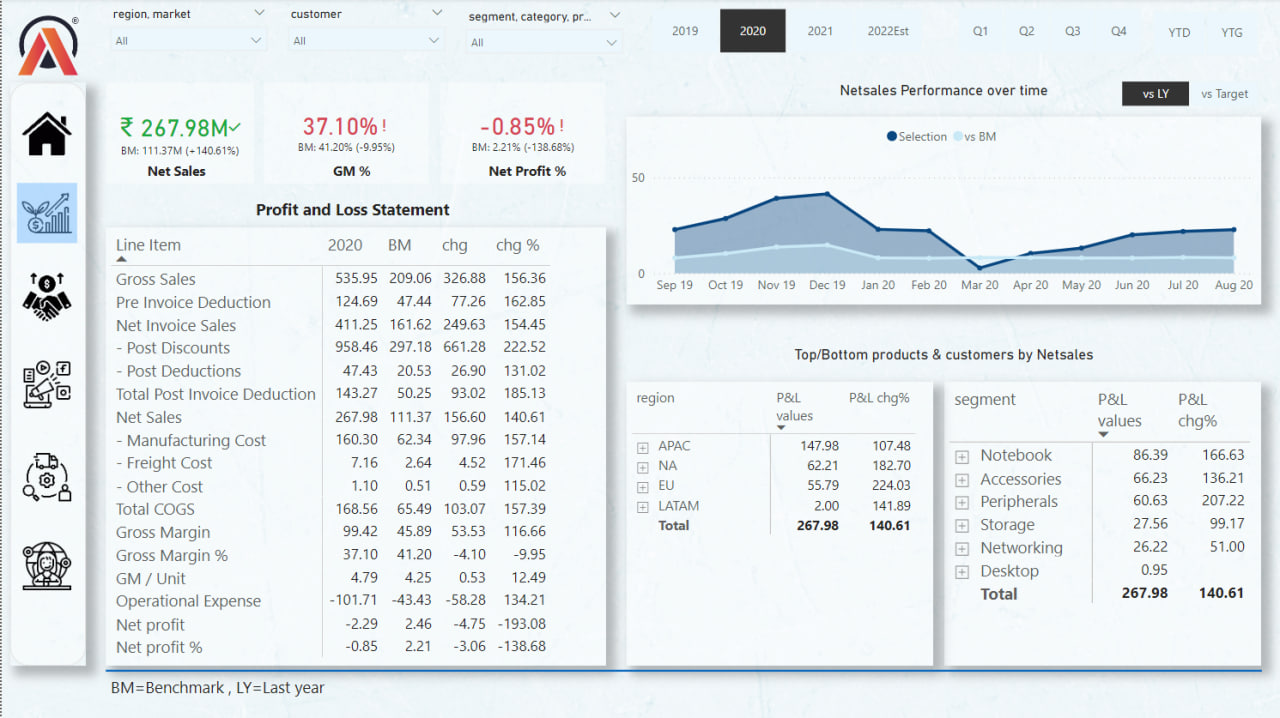 region, market
customer
segment, category, pr...
All
All
All
2019
2020
2021
2022Est
Q1
Q2
Q3
Q4
YTD
YTG
₹ 267.98M
BM: 111.37M (+140.61%)
Net Sales
37.10% !
BM: 41.20% (-9.95%)
GM %
-0.85% !
BM: 2.21% (-138.68%)
Net Profit %
Netsales Performance over time
vs LY
vs Target
Selection vs BM
50
0
Sep 19 Oct 19 Nov 19 Dec 19 Jan 20 Feb 20 Mar 20 Apr 20 May 20 Jun 20 Jul 20 Aug 20
Profit and Loss Statement
Line Item 2020 BM chg chg %
Gross Sales 535.95 209.06 326.88 156.36
Pre Invoice Deduction 124.69 47.44 77.26 162.85
Net Invoice Sales 411.25 161.62 249.63 154.45
- Post Discounts 958.46 297.18 661.28 222.52
- Post Deductions 47.43 20.53 26.90 131.02
Total Post Invoice Deduction 143.27 50.25 93.02 185.13
Net Sales 267.98 111.37 156.60 140.61
- Manufacturing Cost 160.30 62.34 97.96 157.14
- Freight Cost 7.16 2.64 4.52 171.46
- Other Cost 1.10 0.51 0.59 115.02
Total COGS 168.56 65.49 103.07 157.39
Gross Margin 99.42 45.89 53.53 116.66
Gross Margin % 37.10 41.20 -4.10 -9.95
GM / Unit 4.79 4.25 0.53 12.49
Operational Expense -101.71 -43.43 -58.28 134.21
Net profit -2.29 2.46 -4.75 -193.08
Net profit % -0.85 2.21 -3.06 -138.68
Top/Bottom products & customers by Netsales
region P&L values P&L chg%
APAC 147.98 107.48
NA 62.21 182.70
EU 55.79 224.03
LATAM 2.00 141.89
Total 267.98 140.61
segment P&L values P&L chg%
Notebook 86.39 166.63
Accessories 66.23 136.21
Peripherals 60.63 207.22
Storage 27.56 99.17
Networking 26.22 51.00
Desktop 0.95
Total 267.98 140.61
BM=Benchmark , LY=Last year